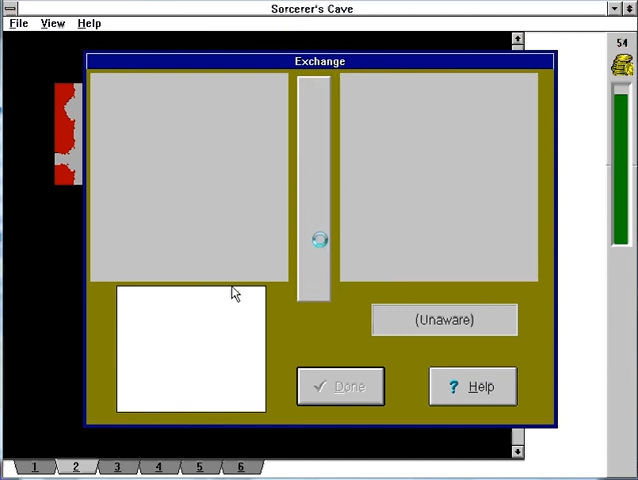 Sorcerer's Cave
File View Help
54
Exchange
(Unaware)
Done
? Help
1 2 3 4 5 6